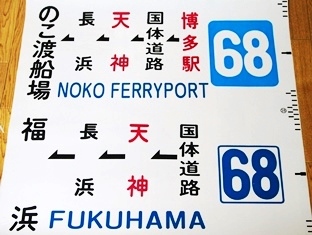 のこ渡船場 ← 長浜 ← 天神 ← 国体道路 ← 博多駅 68
NOKO FERRYPORT
福浜 ← 長浜 ← 天神 ← 国体道路 68
FUKUHAMA